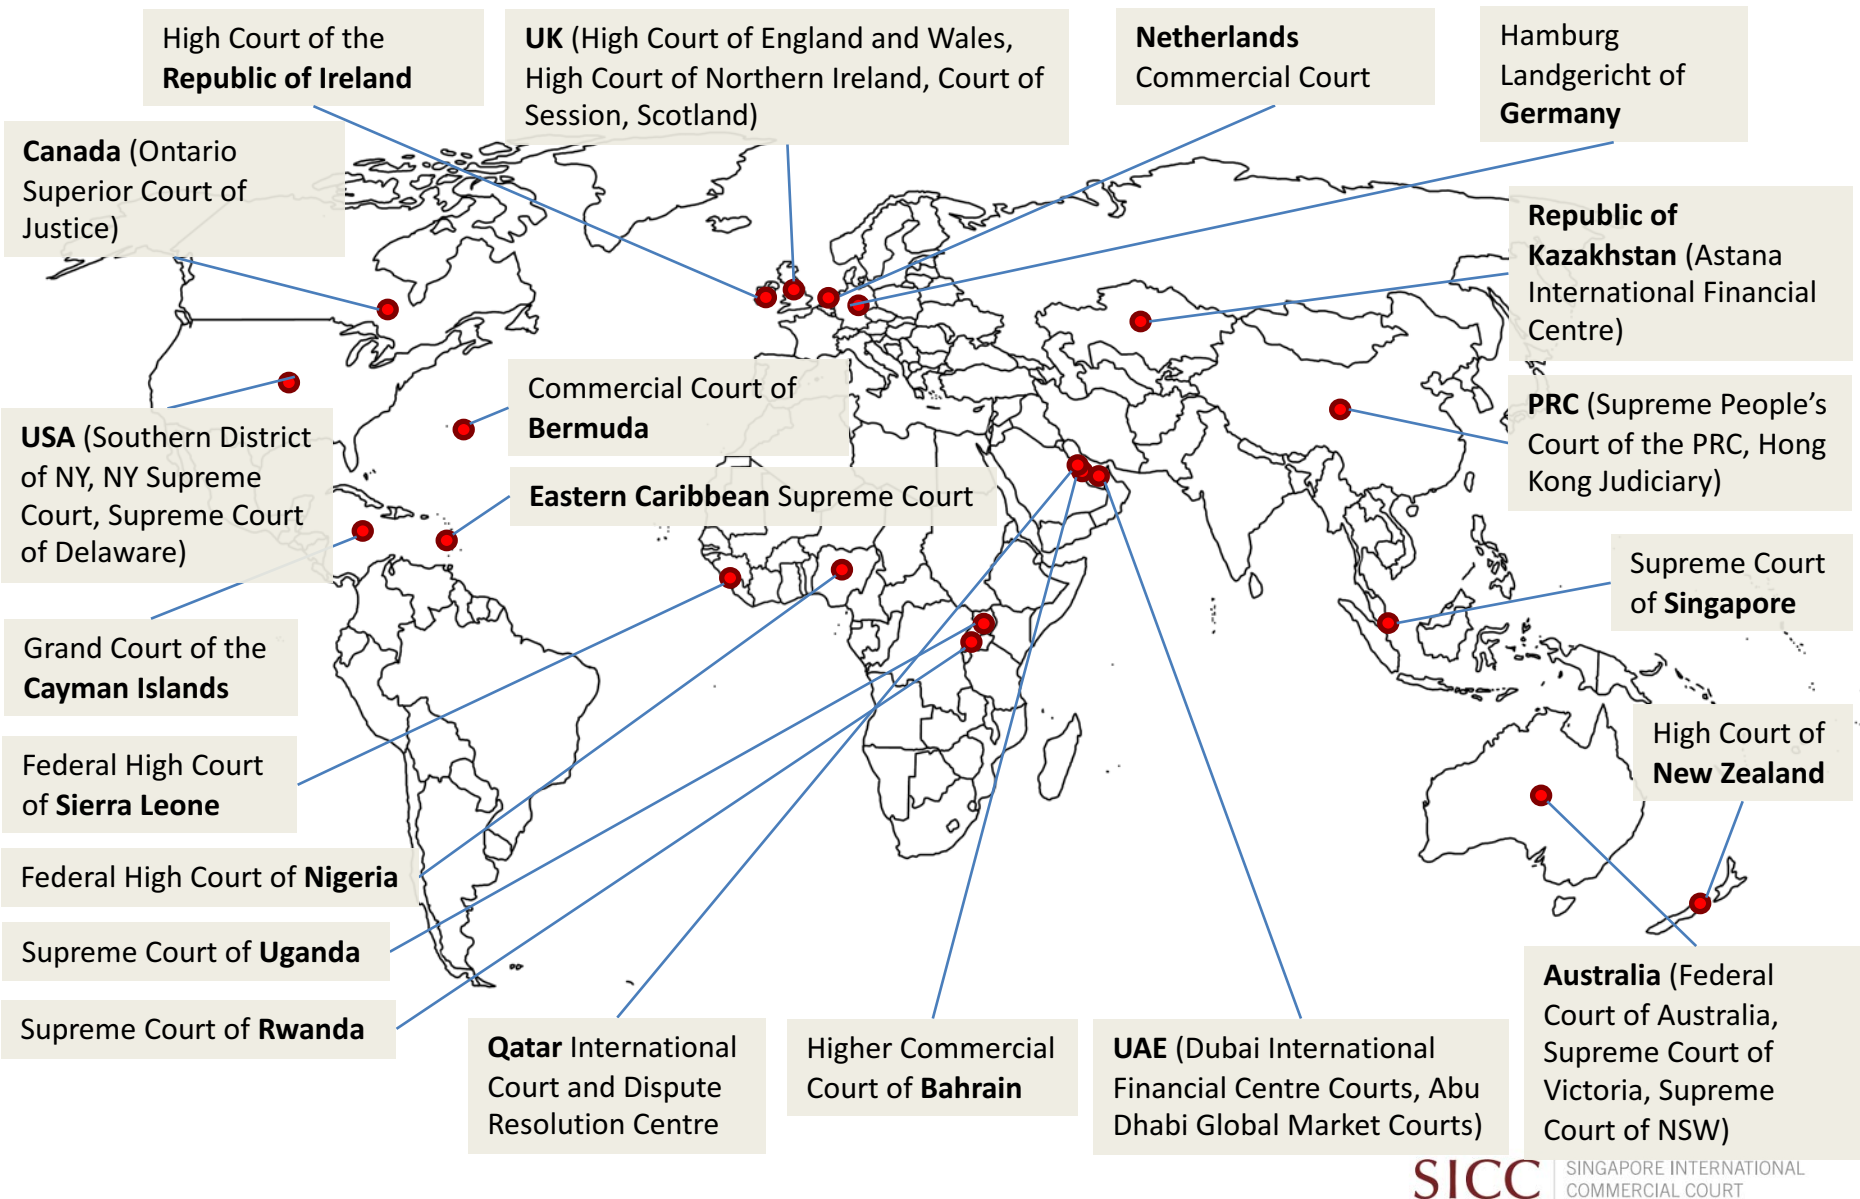 High Court of the
Republic of Ireland
UK (High Court of England and Wales,
High Court of Northern Ireland, Court of
Session, Scotland)
Netherlands
Commercial Court
Hamburg
Landgericht of
Germany
Canada (Ontario
Superior Court of
Justice)
Republic of
Kazakhstan (Astana
International Financial
Centre)
Commercial Court of
Bermuda
PRC (Supreme People’s
Court of the PRC, Hong
Kong Judiciary)
USA (Southern District
of NY, NY Supreme
Court, Supreme Court
of Delaware)
Eastern Caribbean Supreme Court
Supreme Court
of Singapore
Grand Court of the
Cayman Islands
High Court of
New Zealand
Federal High Court
of Sierra Leone
Federal High Court of Nigeria
Supreme Court of Uganda
Supreme Court of Rwanda
Qatar International
Court and Dispute
Resolution Centre
Higher Commercial
Court of Bahrain
UAE (Dubai International
Financial Centre Courts, Abu
Dhabi Global Market Courts)
Australia (Federal
Court of Australia,
Supreme Court of
Victoria, Supreme
Court of NSW)
SICC
SINGAPORE INTERNATIONAL
COMMERCIAL COURT